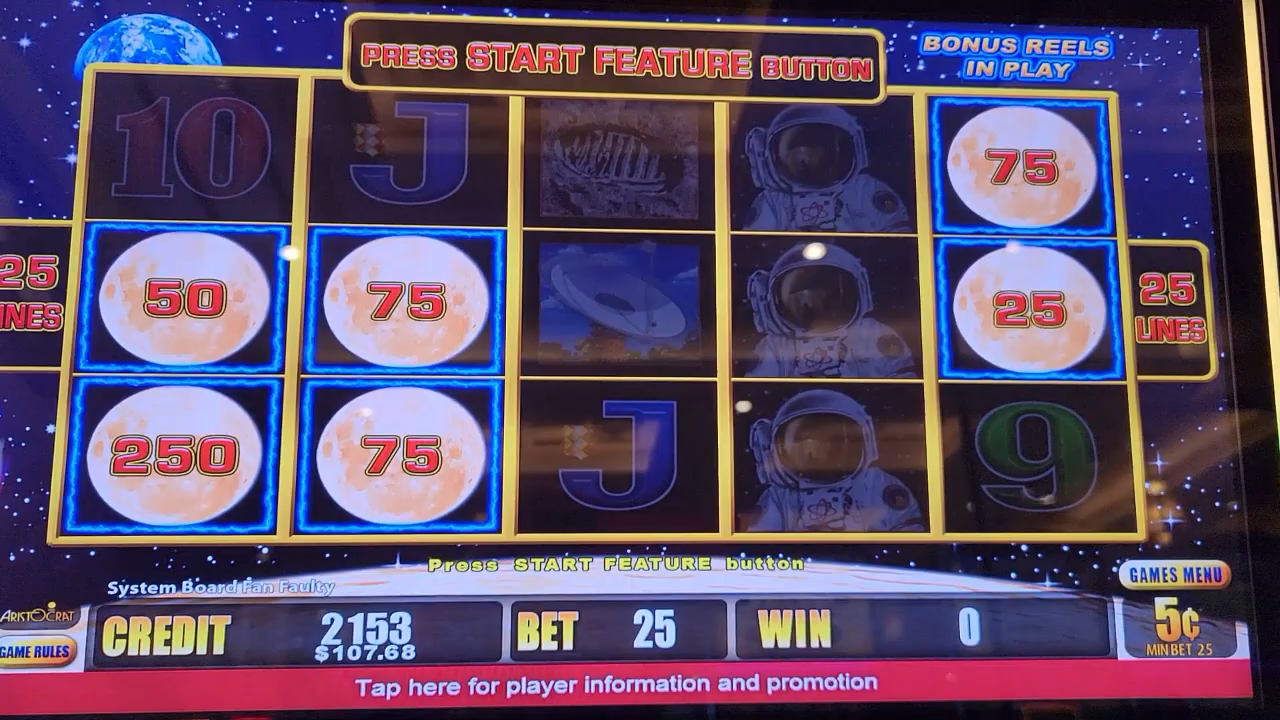 PRESS START FEATURE BUTTON
BONUS REELS
IN PLAY
10
J
75
25
LINES
50
75
25
25
LINES
250
75
J
9
Press START FEATURE button
System Board Fan Faulty
GAMES MENU
ARISTOCRAT
GAME RULES
CREDIT
2153
$107.68
BET 25
WIN 0
5¢
MIN BET 25
Tap here for player information and promotion